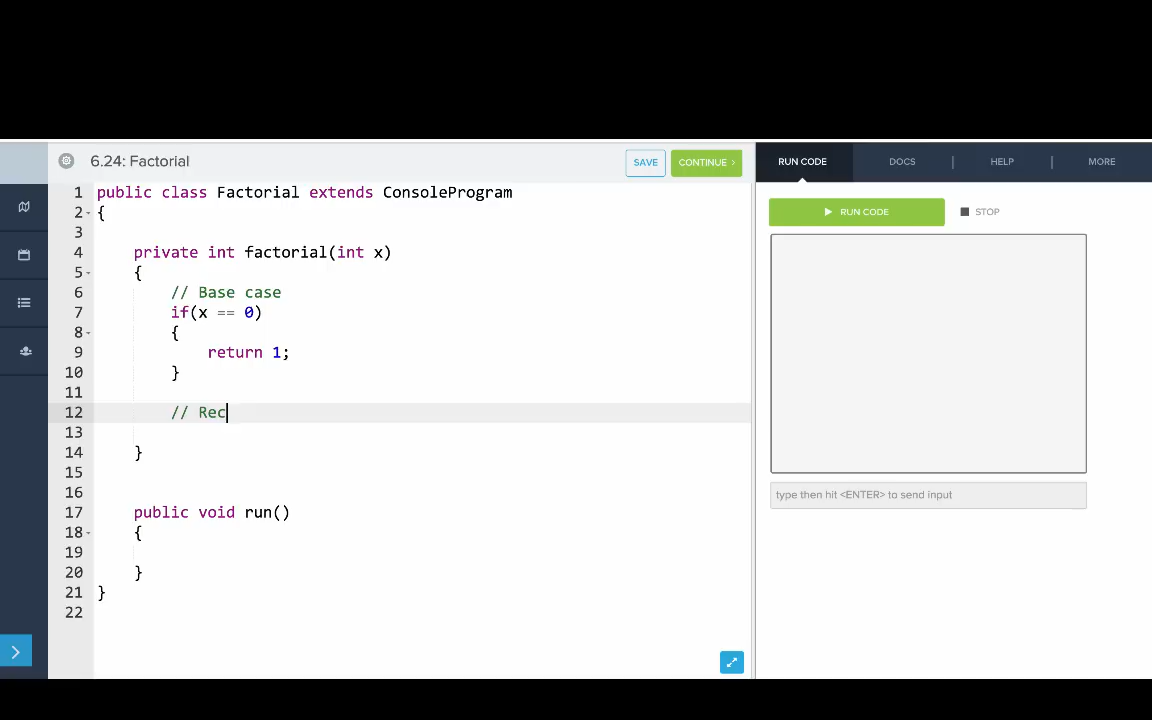 6.24: Factorial
SAVE
CONTINUE >
RUN CODE
DOCS
HELP
MORE
RUN CODE
STOP
type then hit <ENTER> to send input
1 public class Factorial extends ConsoleProgram
2 {
3
4 private int factorial(int x)
5 {
6 // Base case
7 if(x == 0)
8 {
9 return 1;
10 }
11
12 // Rec
13
14 }
15
16
17 public void run()
18 {
19
20 }
21 }
22